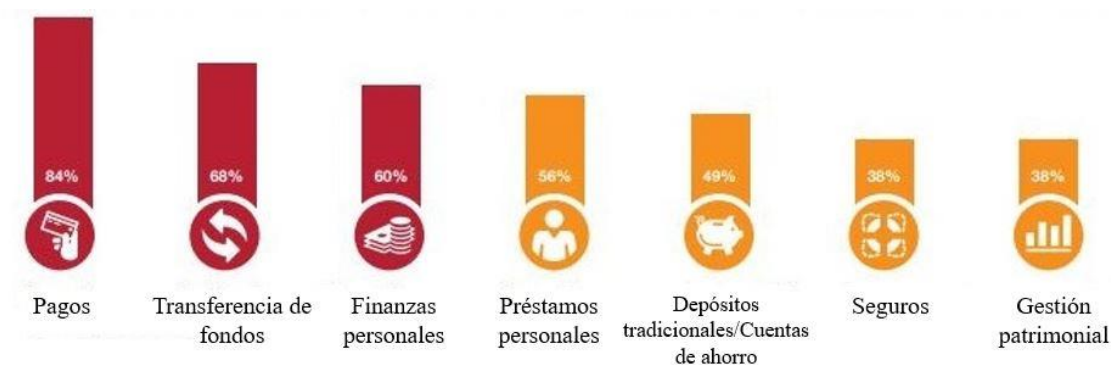 84%
68%
60%
56%
49%
38%
38%
Pagos
Transferencia de
fondos
Finanzas
personales
Préstamos
personales
Depósitos
tradicionales/Cuentas
de ahorro
Seguros
Gestión
patrimonial